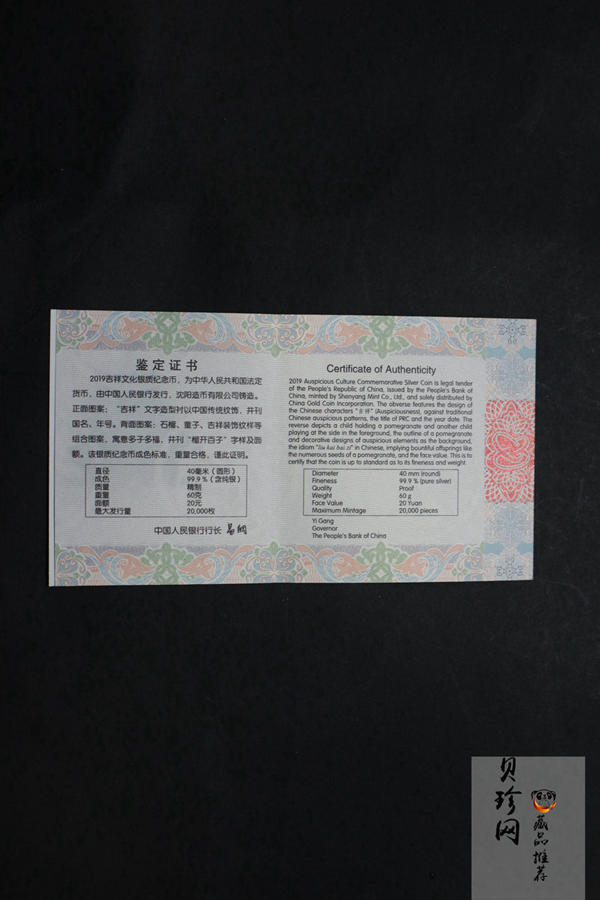 鉴定证书
2019吉祥文化银质纪念币，为中华人民共和国法定
货币，由中国人民银行发行，沈阳造币有限公司铸造。
正面图案：“吉祥”文字造型衬以中国传统纹饰，并刊
国名、年号。背面图案：石榴、童子、吉祥装饰纹样等
组合图案，寓意多子多福，并刊“榴开百子”字样及面
额。该银质纪念币成色标准，重量合格，谨此证明。
直径 40毫米（圆形）
成色 99.9％（含纯银）
质量 精制
重量 60克
面额 20元
最大发行量 20,000枚
中国人民银行行长 易纲
Certificate of Authenticity
2019 Auspicious Culture Commemorative Silver Coin is legal tender
of the People's Republic of China, issued by the People's Bank of
China, minted by Shenyang Mint Co., Ltd., and solely distributed by
China Gold Coin Incorporation. The obverse features the design of
the Chinese characters "吉祥" (Auspiciousness), against traditional
Chinese auspicious patterns, the title of PRC and the year date. The
reverse depicts a child holding a pomegranate and another child
playing at the side in the foreground, the outline of a pomegranate
and decorative designs of auspicious elements as the background,
the idiom "liu kai bai zi" in Chinese, implying bountiful offsprings like
the numerous seeds of a pomegranate, and the face value. This is to
certify that the coin is up to standard as to its fineness and weight.
Diameter 40 mm (round)
Fineness 99.9 % (pure silver)
Quality Proof
Weight 60 g
Face Value 20 Yuan
Maximum Mintage 20,000 pieces
Yi Gang
Governor
The People's Bank of China
贝珍网
藏品推荐